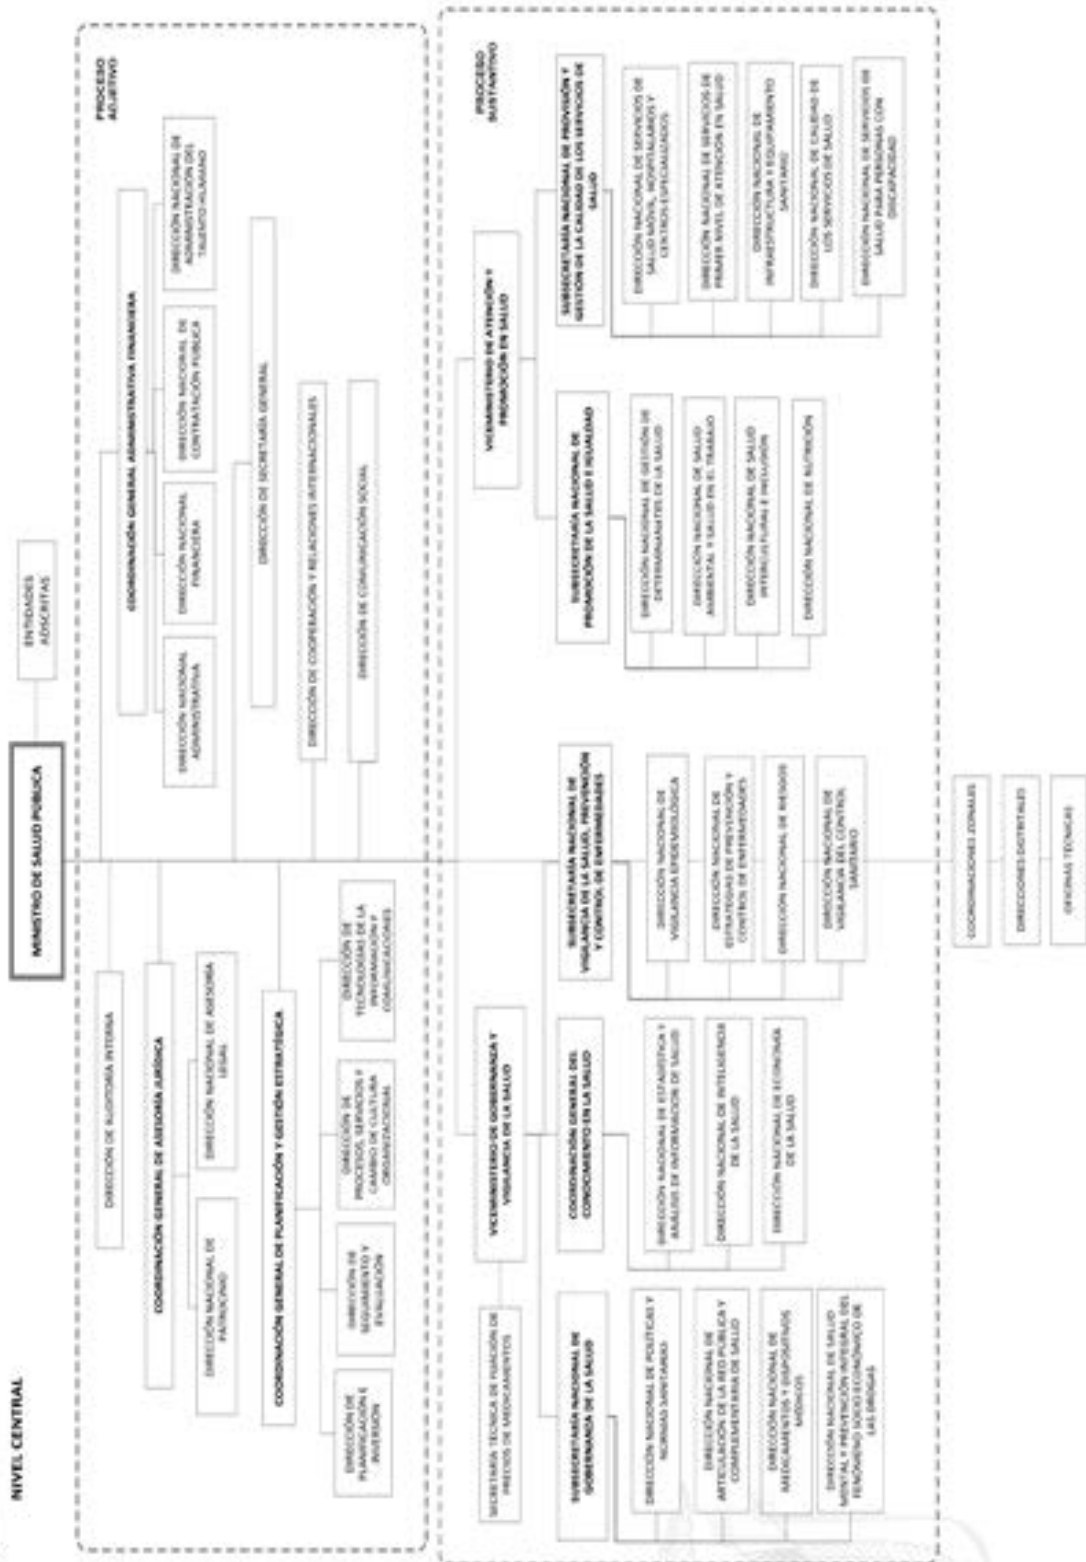 NIVEL CENTRAL
MINISTRO DE SALUD PÚBLICA
ENTIDADES
ADSCRITAS
PROCESO
ADJETIVO
DIRECCIÓN DE AUDITORÍA INTERNA
COORDINACIÓN GENERAL DE ASESORÍA JURÍDICA
DIRECCIÓN NACIONAL DE
PATROCINIO
DIRECCIÓN NACIONAL DE ASESORÍA
LEGAL
COORDINACIÓN GENERAL DE PLANIFICACIÓN Y GESTIÓN ESTRATÉGICA
DIRECCIÓN DE
PLANIFICACIÓN E
INVERSIÓN
DIRECCIÓN DE
SEGUIMIENTO Y
EVALUACIÓN
DIRECCIÓN DE
PROCESOS, SERVICIOS Y
CAMBIO DE CULTURA
ORGANIZACIONAL
DIRECCIÓN DE
TECNOLOGÍAS DE LA
INFORMACIÓN Y
COMUNICACIONES
COORDINACIÓN GENERAL ADMINISTRATIVA FINANCIERA
DIRECCIÓN NACIONAL
ADMINISTRATIVA
DIRECCIÓN NACIONAL
FINANCIERA
DIRECCIÓN NACIONAL DE
CONTRATACIÓN PÚBLICA
DIRECCIÓN NACIONAL DE
ADMINISTRACIÓN DEL
TALENTO HUMANO
DIRECCIÓN DE SECRETARÍA GENERAL
DIRECCIÓN DE COOPERACIÓN Y RELACIONES INTERNACIONALES
DIRECCIÓN DE COMUNICACIÓN SOCIAL
PROCESO
SUSTANTIVO
VICEMINISTERIO DE GOBERNANZA Y
VIGILANCIA DE LA SALUD
SECRETARÍA TÉCNICA DE FIJACIÓN DE
PRECIOS DE MEDICAMENTOS
SUBSECRETARÍA NACIONAL DE
GOBERNANZA DE LA SALUD
DIRECCIÓN NACIONAL DE POLÍTICAS Y
NORMAS SANITARIAS
DIRECCIÓN NACIONAL DE
ARTICULACIÓN DE LA RED PÚBLICA Y
COMPLEMENTARIA DE SALUD
DIRECCIÓN NACIONAL DE
MEDICAMENTOS Y DISPOSITIVOS
MÉDICOS
DIRECCIÓN NACIONAL DE SALUD
MENTAL Y PREVENCIÓN INTEGRAL DEL
FENÓMENO SOCIO ECONÓMICO DE
LAS DROGAS
COORDINACIÓN GENERAL DEL
CONOCIMIENTO EN LA SALUD
DIRECCIÓN NACIONAL DE ESTADÍSTICA Y
ANÁLISIS DE INFORMACIÓN DE SALUD
DIRECCIÓN NACIONAL DE INTELIGENCIA
DE LA SALUD
DIRECCIÓN NACIONAL DE ECONOMÍA
DE LA SALUD
SUBSECRETARÍA NACIONAL DE
VIGILANCIA DE LA SALUD, PREVENCIÓN
Y CONTROL DE ENFERMEDADES
DIRECCIÓN NACIONAL DE
VIGILANCIA EPIDEMIOLÓGICA
DIRECCIÓN NACIONAL DE
ESTRATEGIAS DE PREVENCIÓN Y
CONTROL DE ENFERMEDADES
DIRECCIÓN NACIONAL DE RIESGOS
DIRECCIÓN NACIONAL DE
VIGILANCIA DEL CONTROL
SANITARIO
VICEMINISTERIO DE ATENCIÓN Y
PROMOCIÓN EN SALUD
SUBSECRETARÍA NACIONAL DE
PROMOCIÓN DE LA SALUD E IGUALDAD
DIRECCIÓN NACIONAL DE GESTIÓN DE
DETERMINANTES DE LA SALUD
DIRECCIÓN NACIONAL DE SALUD
AMBIENTAL Y SALUD EN EL TRABAJO
DIRECCIÓN NACIONAL DE SALUD
INTERCULTURAL E INCLUSIÓN
DIRECCIÓN NACIONAL DE NUTRICIÓN
SUBSECRETARÍA NACIONAL DE PROVISIÓN Y
GESTIÓN DE LA CALIDAD DE LOS SERVICIOS DE
SALUD
DIRECCIÓN NACIONAL DE SERVICIOS DE
SALUD MÓVIL, HOSPITALARIOS Y
CENTROS ESPECIALIZADOS
DIRECCIÓN NACIONAL DE SERVICIOS DE
PRIMER NIVEL DE ATENCIÓN EN SALUD
DIRECCIÓN NACIONAL DE
INFRAESTRUCTURA Y EQUIPAMIENTO
SANITARIO
DIRECCIÓN NACIONAL DE CALIDAD DE
LOS SERVICIOS DE SALUD
DIRECCIÓN NACIONAL DE SERVICIOS DE
SALUD PARA PERSONAS CON
DISCAPACIDAD
COORDINACIONES ZONALES
DIRECCIONES DISTRITALES
OFICINAS TÉCNICAS